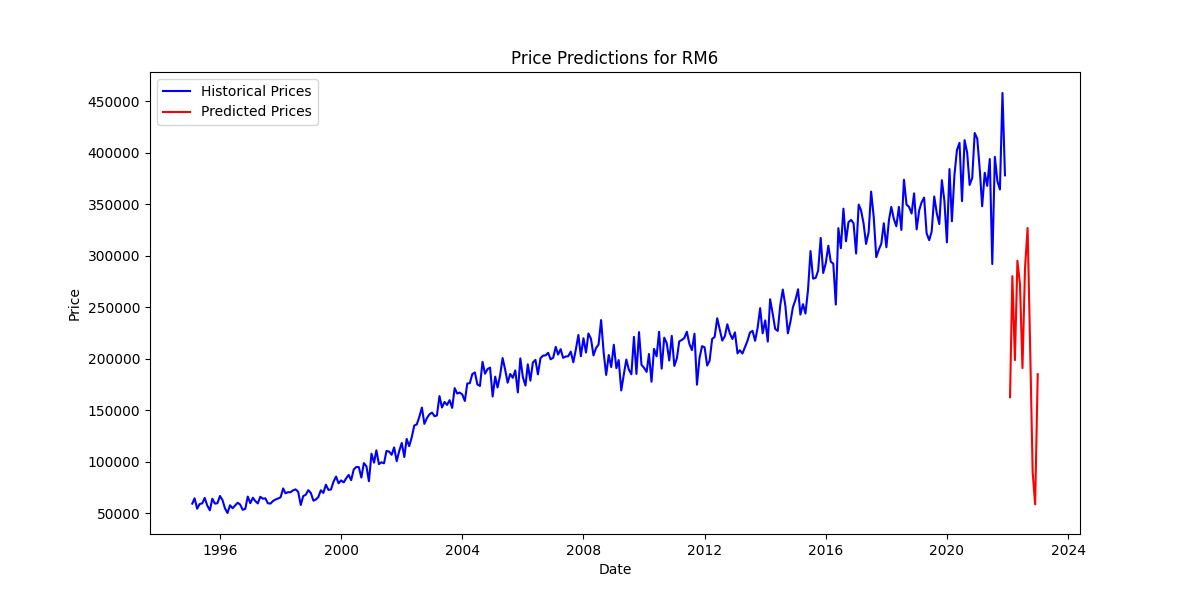 Price Predictions for RM6
Historical Prices
Predicted Prices
450000
400000
350000
300000
250000
200000
150000
100000
50000
Price
1996 2000 2004 2008 2012 2016 2020 2024
Date